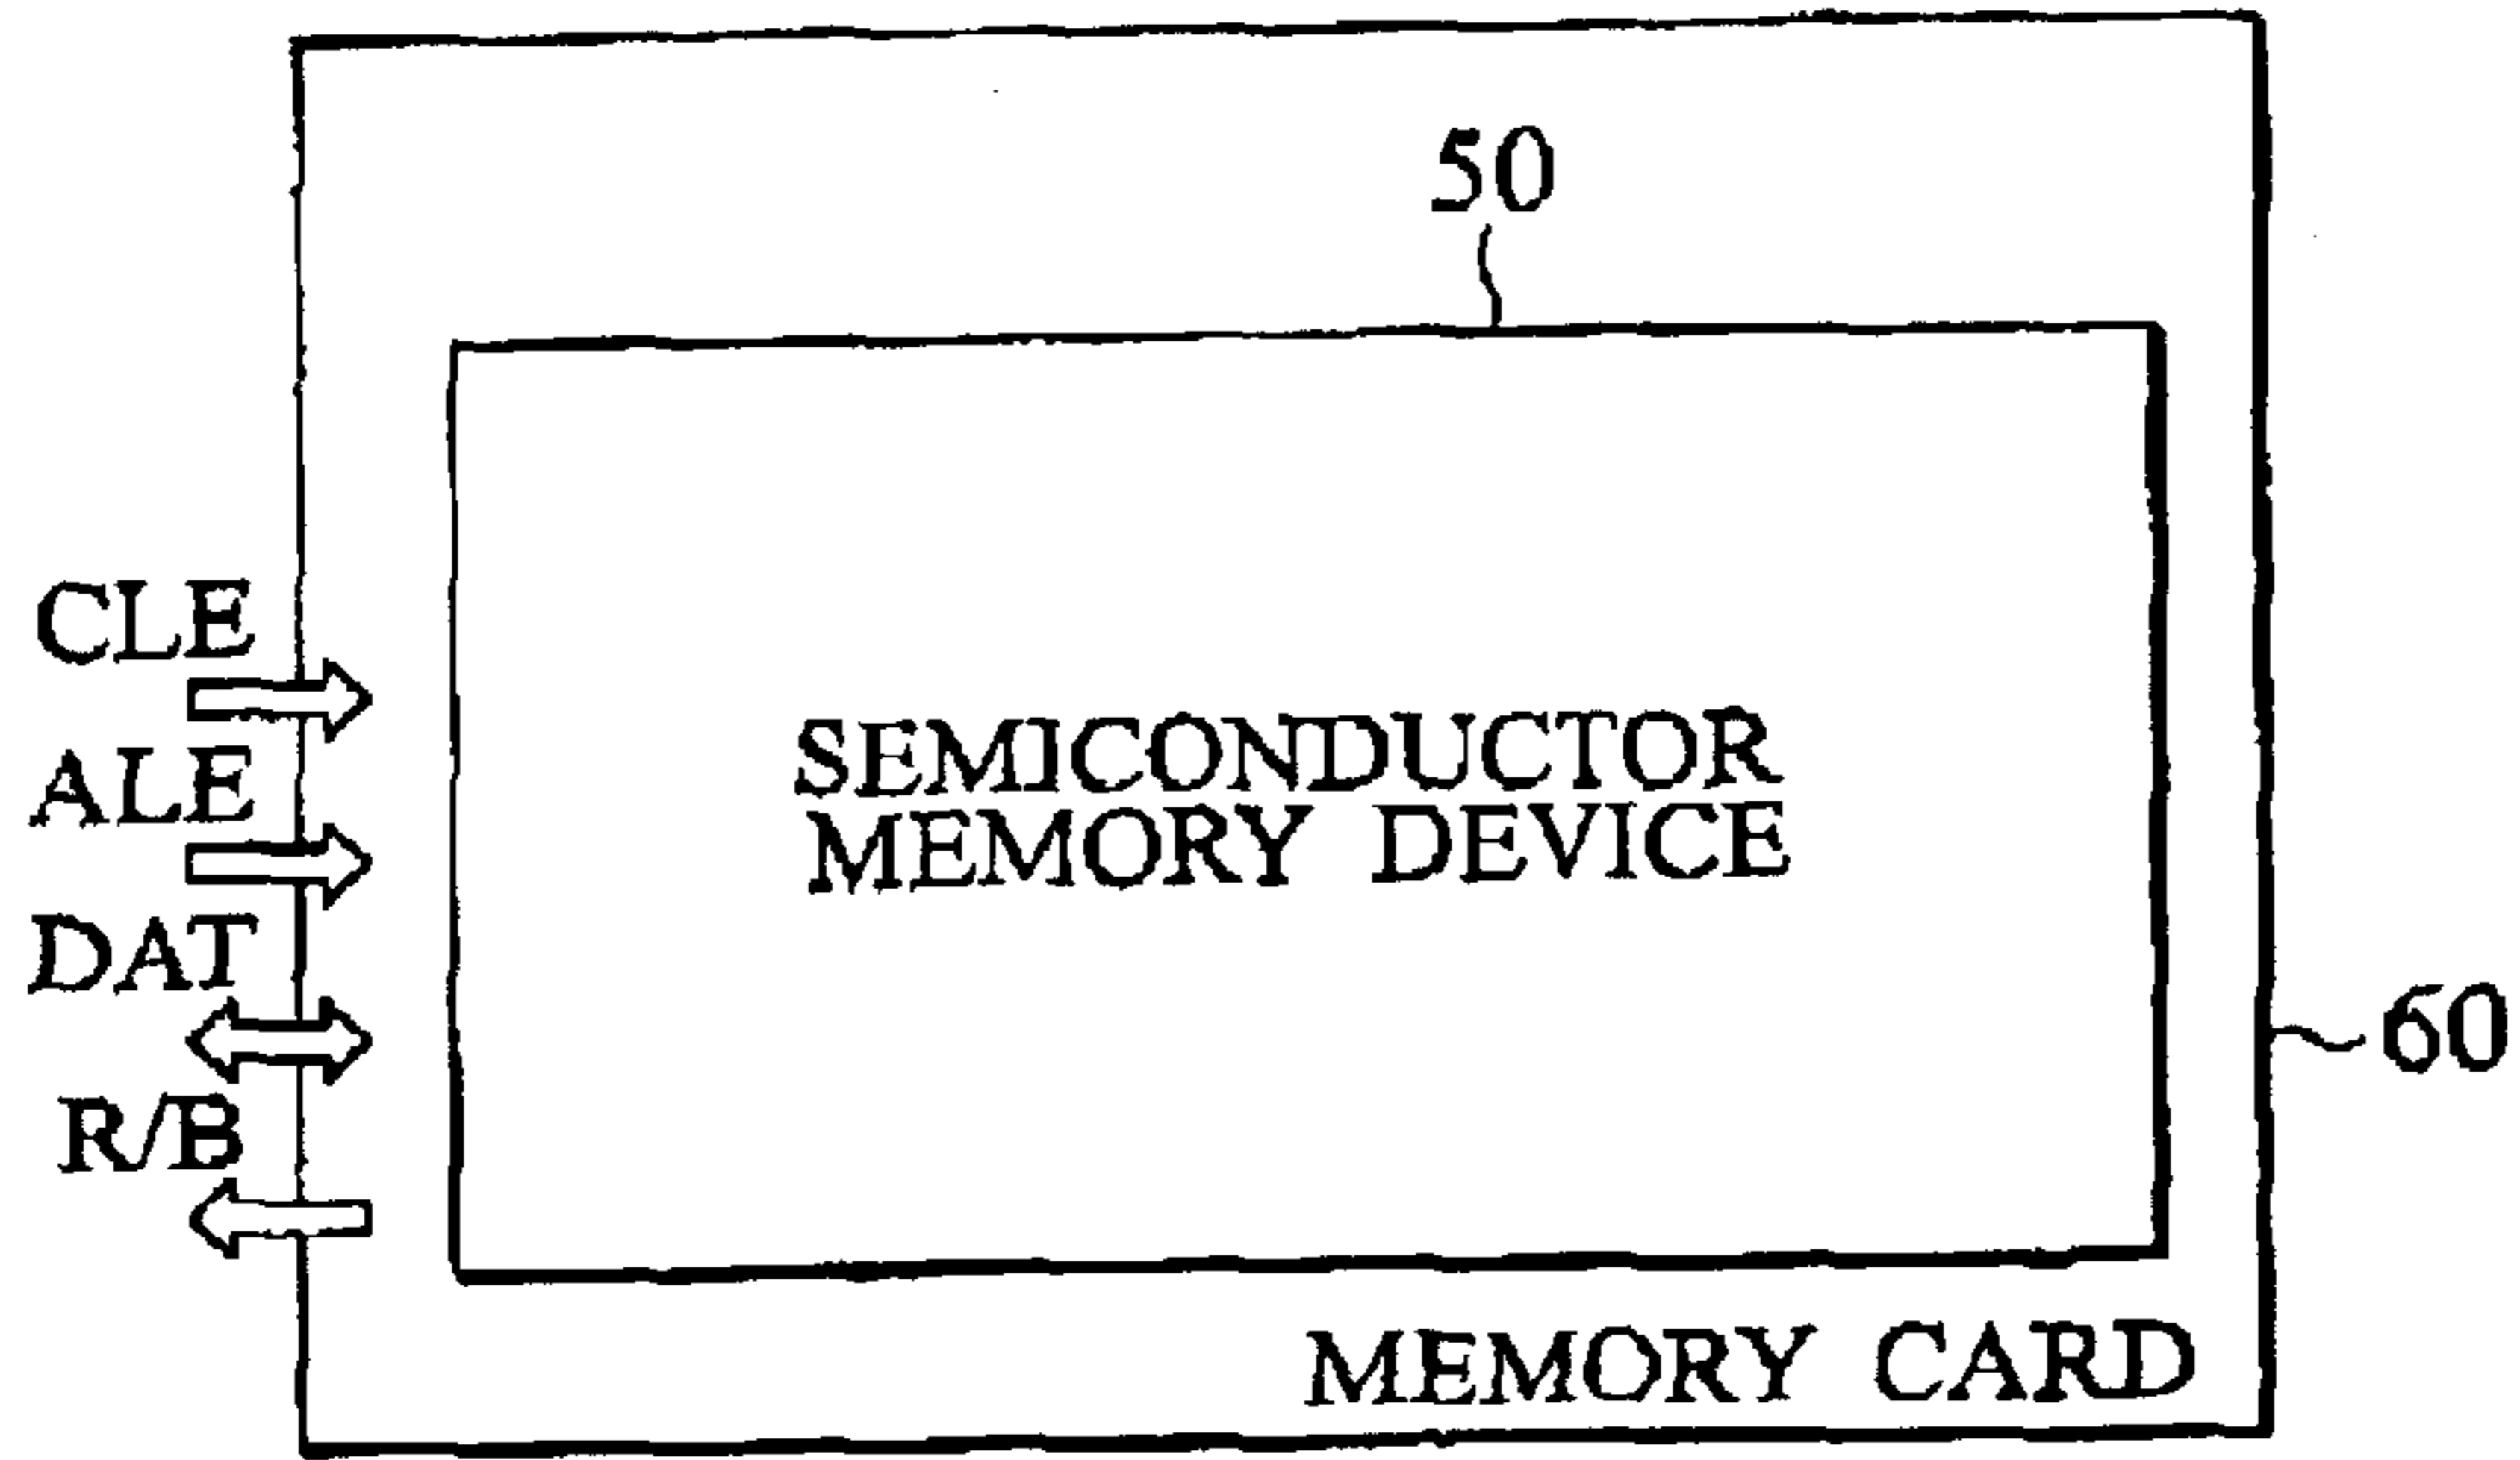 50
CLE
ALE
DAT
R/B
SEMICONDUCTOR
MEMORY DEVICE
60
MEMORY CARD